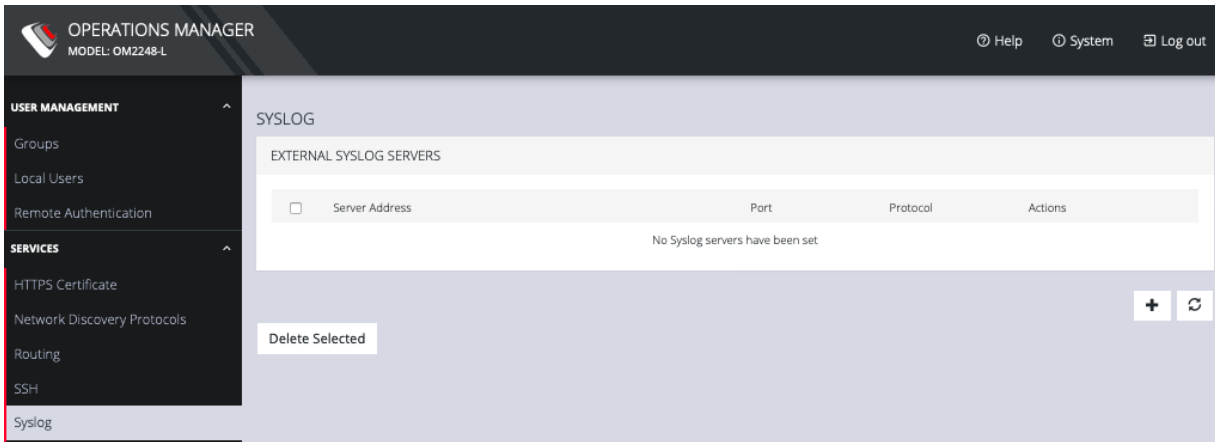 OPERATIONS MANAGER
MODEL: OM2248-L
Help
System
Log out
USER MANAGEMENT
Groups
Local Users
Remote Authentication
SERVICES
HTTPS Certificate
Network Discovery Protocols
Routing
SSH
Syslog
SYSLOG
EXTERNAL SYSLOG SERVERS
Server Address Port Protocol Actions
No Syslog servers have been set
Delete Selected